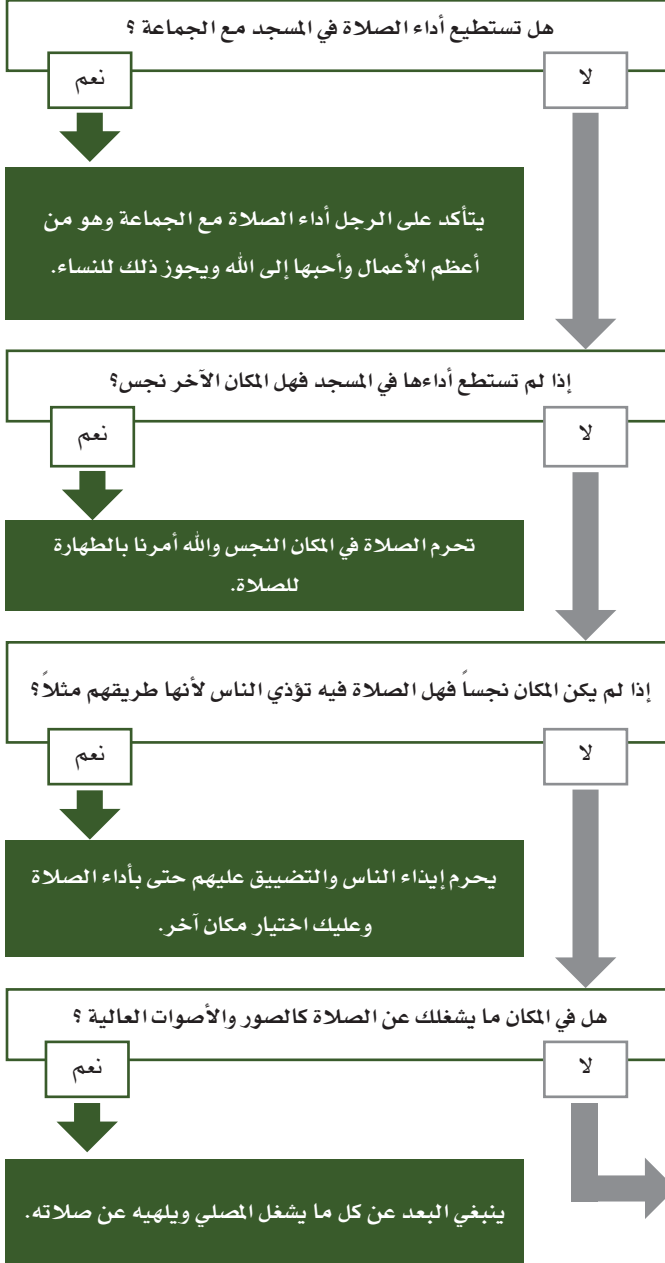 هل تستطيع أداء الصلاة في المسجد مع الجماعة ؟
لا
نعم
يتأكد على الرجل أداء الصلاة مع الجماعة وهو من
أعظم الأعمال وأحبها إلى الله ويجوز ذلك للنساء.
إذا لم تستطع أداءها في المسجد فهل المكان الآخر نجس؟
لا
نعم
تحرم الصلاة في المكان النجس والله أمرنا بالطهارة
للصلاة.
إذا لم يكن المكان نجساً فهل الصلاة فيه تؤذي الناس لأنها طريقهم مثلاً؟
لا
نعم
يحرم إيذاء الناس والتضييق عليهم حتى بأداء الصلاة
وعليك اختيار مكان آخر.
هل في المكان ما يشغلك عن الصلاة كالصور والأصوات العالية ؟
لا
نعم
ينبغي البعد عن كل ما يشغل المصلي ويلهيه عن صلاته.